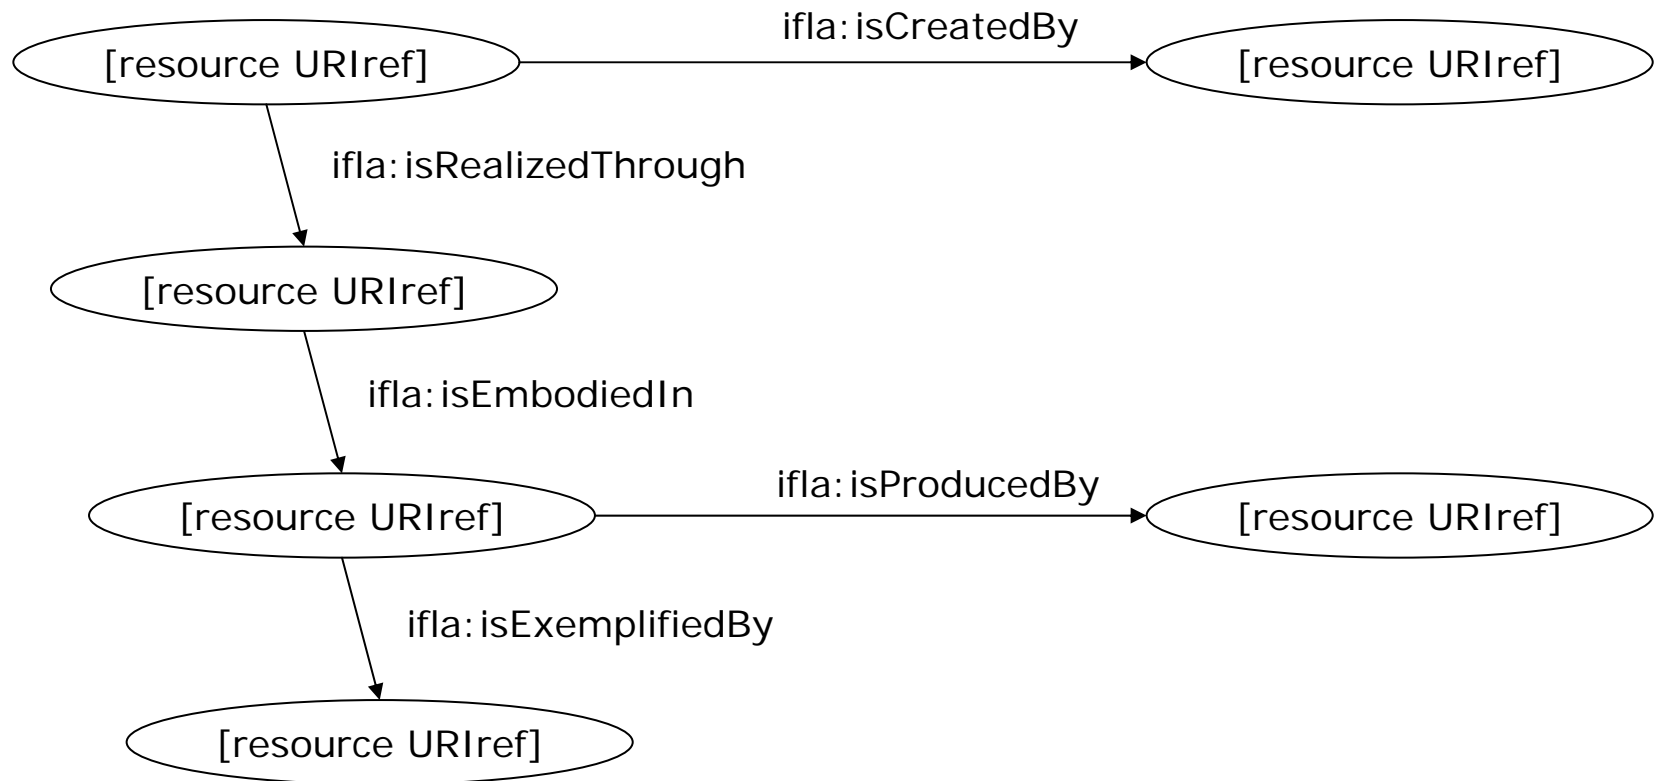 ifla:isCreatedBy
[resource URIref]
[resource URIref]
ifla:isRealizedThrough
[resource URIref]
ifla:isEmbodiedIn
ifla:isProducedBy
[resource URIref]
[resource URIref]
ifla:isExemplifiedBy
[resource URIref]